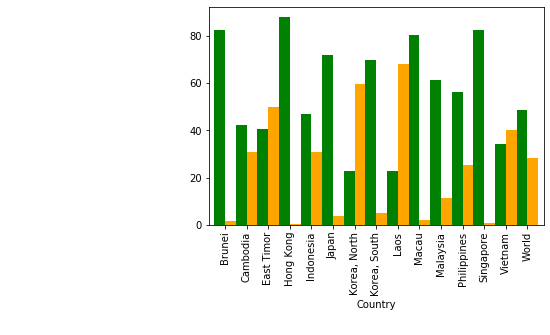 80
60
40
20
0
Brunei
Cambodia
East Timor
Hong Kong
Indonesia
Japan
Korea, North
Korea, South
Laos
Macau
Malaysia
Philippines
Singapore
Vietnam
World
Country